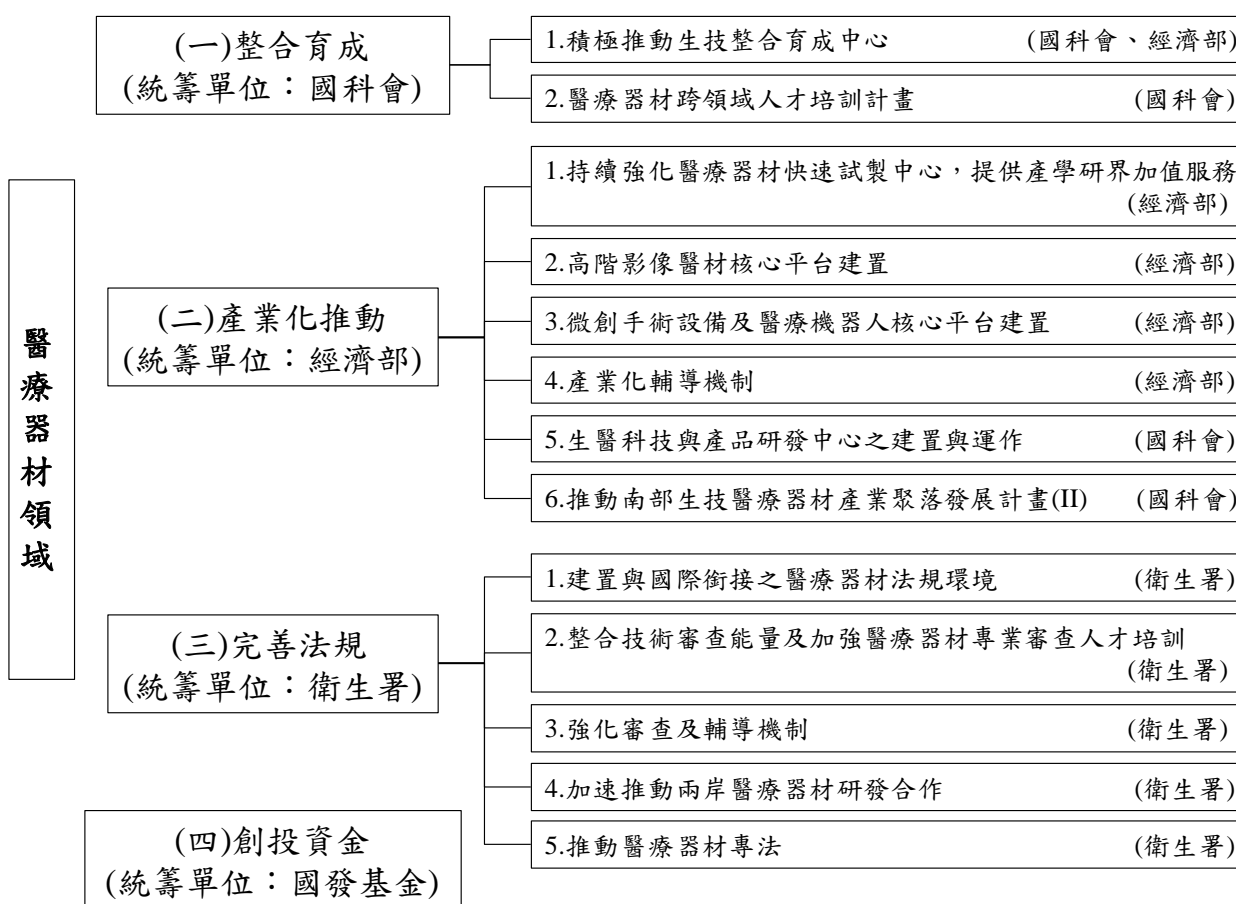 醫療器材領域
(一)整合育成
(統籌單位：國科會)
1.積極推動生技整合育成中心 (國科會、經濟部)
2.醫療器材跨領域人才培訓計畫 (國科會)
(二)產業化推動
(統籌單位：經濟部)
1.持續強化醫療器材快速試製中心，提供產學研界加值服務
(經濟部)
2.高階影像醫材核心平台建置 (經濟部)
3.微創手術設備及醫療機器人核心平台建置 (經濟部)
4.產業化輔導機制 (經濟部)
5.生醫科技與產品研發中心之建置與運作 (國科會)
6.推動南部生技醫療器材產業聚落發展計畫(II) (國科會)
(三)完善法規
(統籌單位：衛生署)
1.建置與國際銜接之醫療器材法規環境 (衛生署)
2.整合技術審查能量及加強醫療器材專業審查人才培訓
(衛生署)
3.強化審查及輔導機制 (衛生署)
4.加速推動兩岸醫療器材研發合作 (衛生署)
5.推動醫療器材專法 (衛生署)
(四)創投資金
(統籌單位：國發基金)